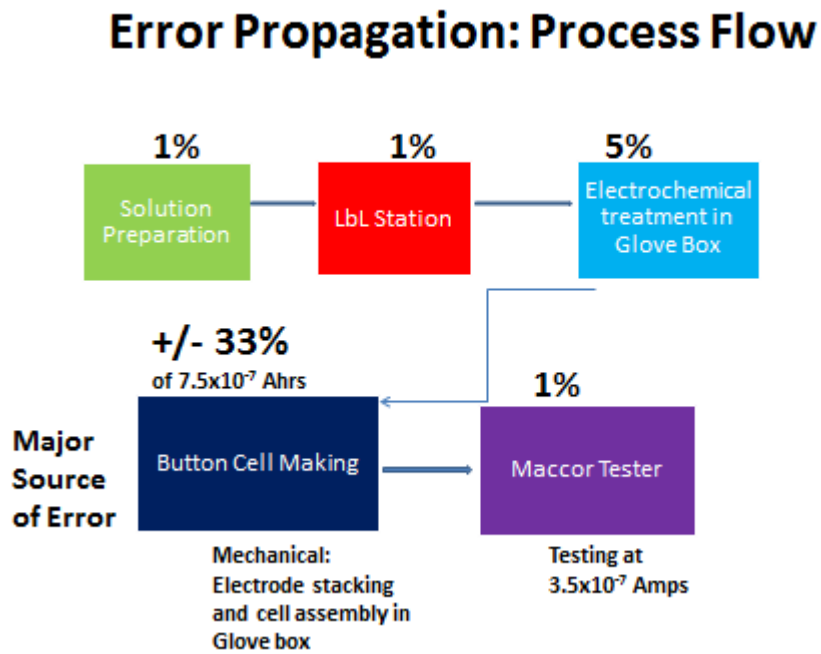 Error Propagation: Process Flow
1%
1%
5%
Solution
Preparation
LbL Station
Electrochemical
treatment in
Glove Box
+/- 33%
of 7.5x10⁻⁷ Ahrs
1%
Major
Source
of Error
Button Cell Making
Maccor Tester
Mechanical:
Electrode stacking
and cell assembly in
Glove box
Testing at
3.5x10⁻⁷ Amps